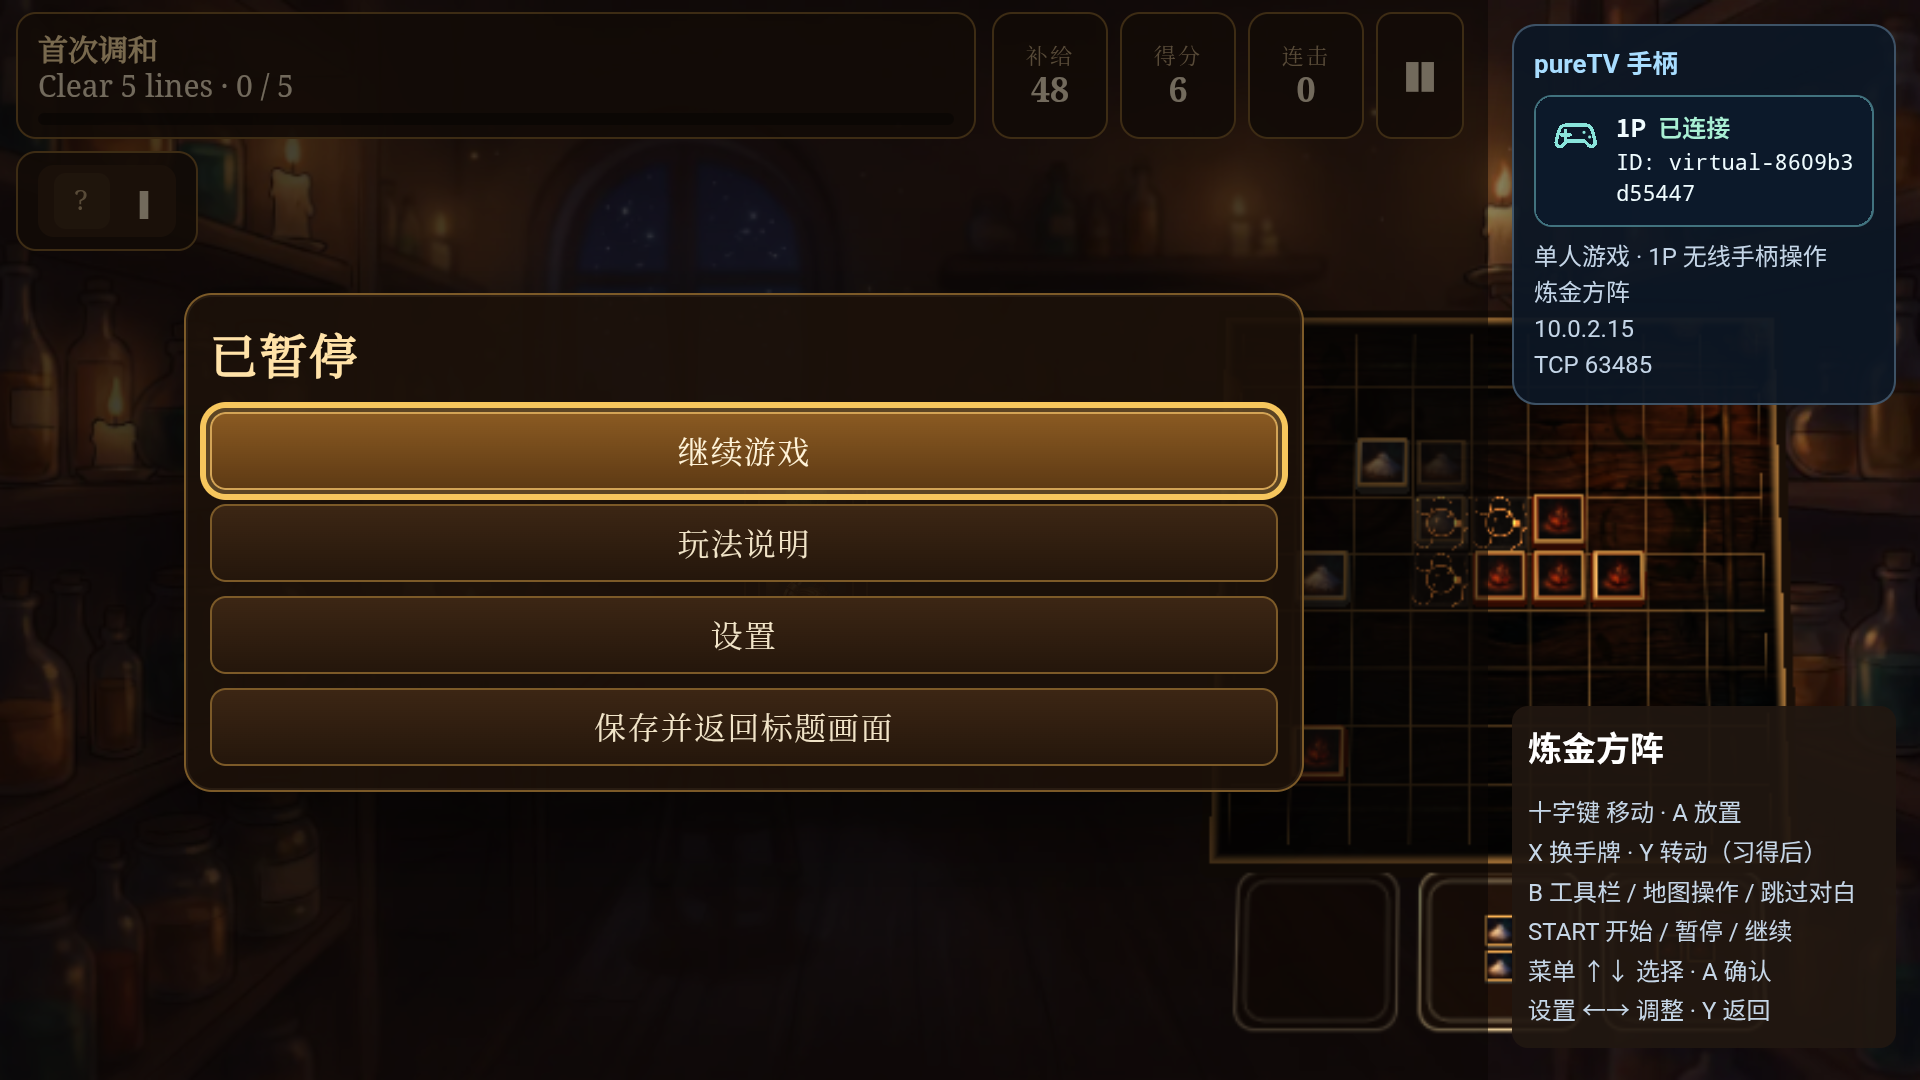 首次调和
Clear 5 lines · 0 / 5
补给
48
得分
6
连击
0
?
pureTV 手柄
1P 已连接
ID: virtual-8609b3
d55447
单人游戏 · 1P 无线手柄操作
炼金方阵
10.0.2.15
TCP 63485
已暂停
继续游戏
玩法说明
设置
保存并返回标题画面
炼金方阵
十字键 移动 · A 放置
X 换手牌 · Y 转动（习得后）
B 工具栏 / 地图操作 / 跳过对白
START 开始 / 暂停 / 继续
菜单 ↑↓ 选择 · A 确认
设置 ←→ 调整 · Y 返回